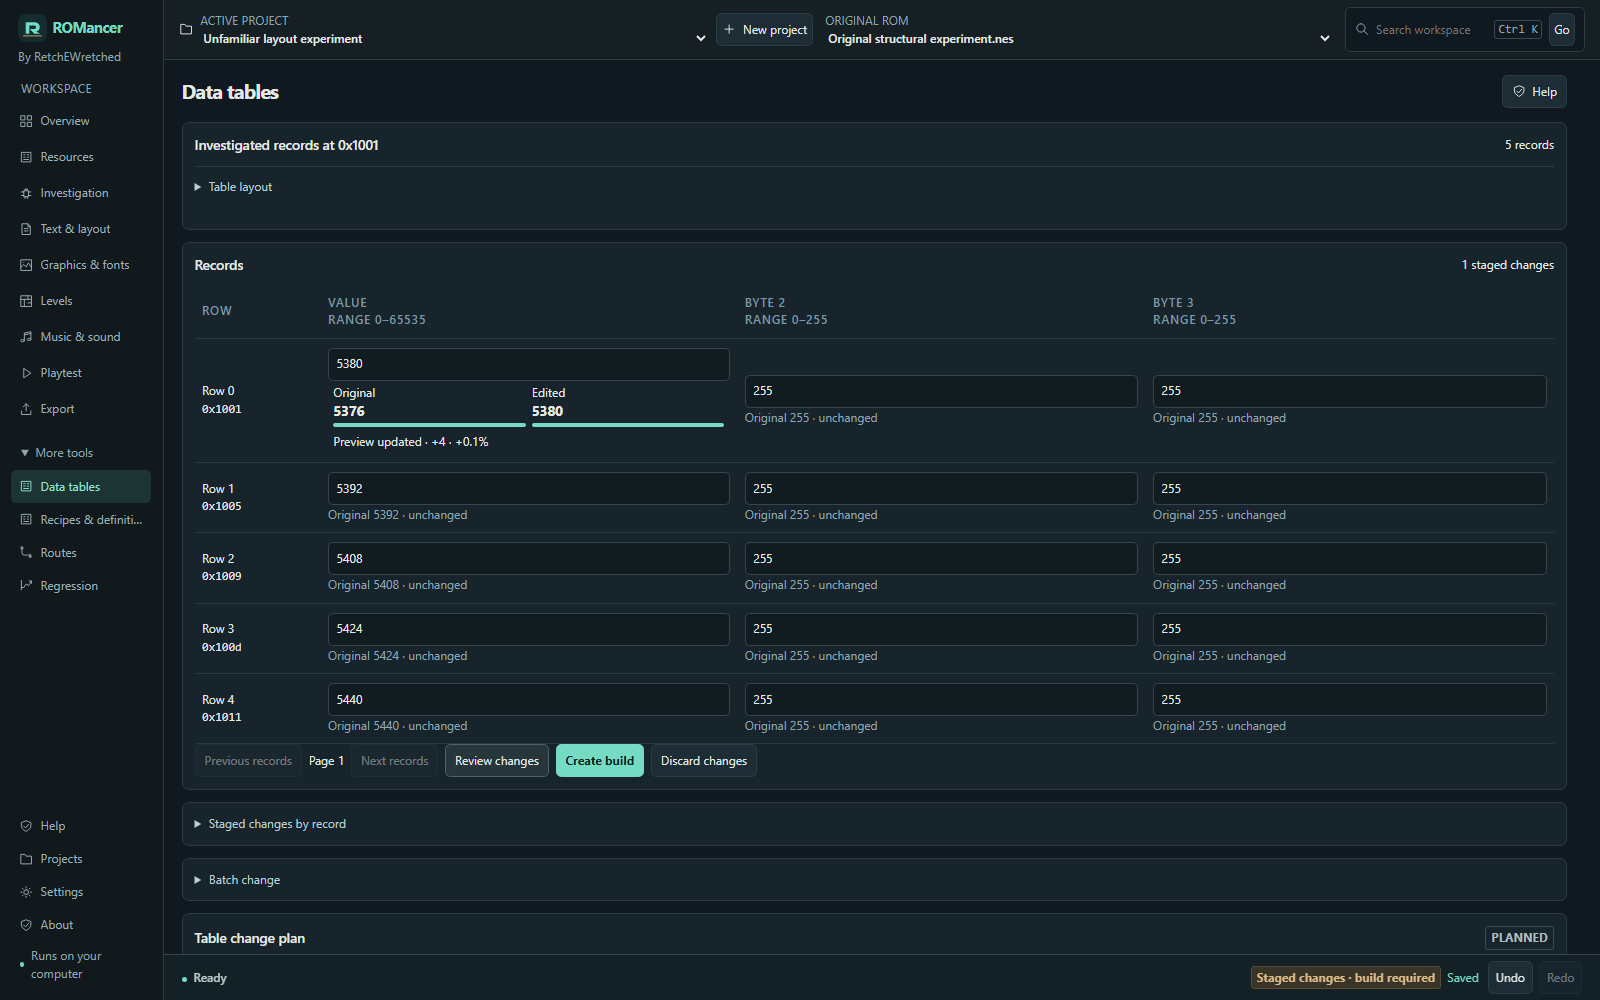 ROMancer
By RetchEWretched
WORKSPACE
Overview
Resources
Investigation
Text & layout
Graphics & fonts
Levels
Music & sound
Playtest
Export
More tools
Data tables
Recipes & definiti...
Routes
Regression
Help
Projects
Settings
About
Runs on your
computer
ACTIVE PROJECT
Unfamiliar layout experiment
New project
ORIGINAL ROM
Original structural experiment.nes
Search workspace
Ctrl K
Go
Data tables
Help
Investigated records at 0x1001
5 records
Table layout
Records
1 staged changes
ROW
VALUE
RANGE 0–65535
BYTE 2
RANGE 0–255
BYTE 3
RANGE 0–255
Row 0
0x1001
5380
Original
5376
Edited
5380
Preview updated · +4 · +0.1%
255
Original 255 · unchanged
255
Original 255 · unchanged
Row 1
0x1005
5392
Original 5392 · unchanged
255
Original 255 · unchanged
255
Original 255 · unchanged
Row 2
0x1009
5408
Original 5408 · unchanged
255
Original 255 · unchanged
255
Original 255 · unchanged
Row 3
0x100d
5424
Original 5424 · unchanged
255
Original 255 · unchanged
255
Original 255 · unchanged
Row 4
0x1011
5440
Original 5440 · unchanged
255
Original 255 · unchanged
255
Original 255 · unchanged
Previous records
Page 1
Next records
Review changes
Create build
Discard changes
Staged changes by record
Batch change
Table change plan
PLANNED
Ready
Staged changes · build required
Saved
Undo
Redo